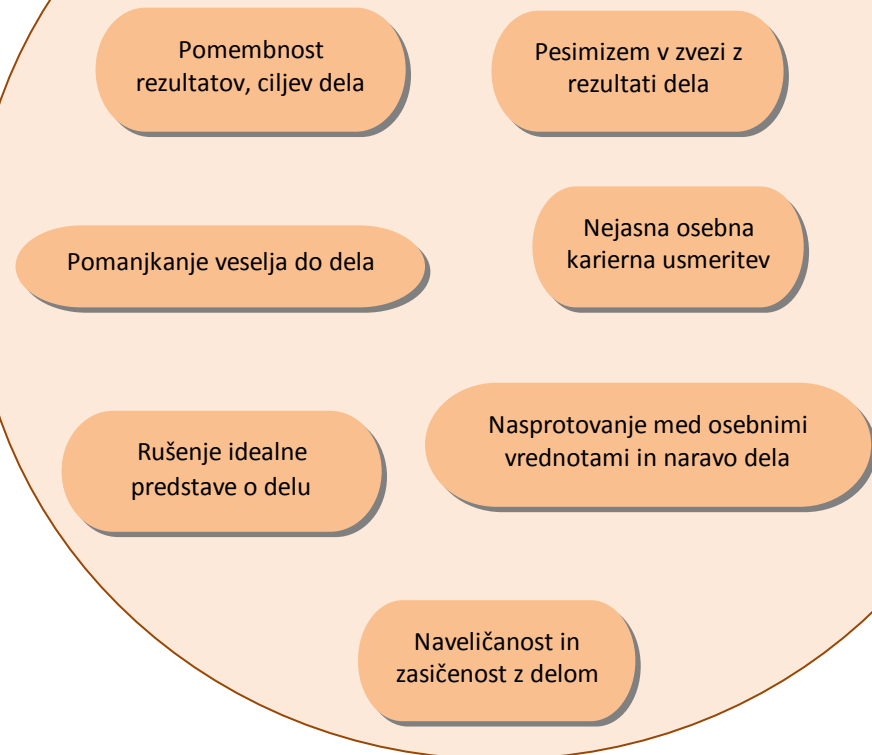 Pomembnost
rezultatov, ciljev dela
Pesimizem v zvezi z
rezultati dela
Pomanjkanje veselja do dela
Nejasna osebna
karierna usmeritev
Rušenje idealne
predstave o delu
Nasprotovanje med osebnimi
vrednotami in naravo dela
Naveličanost in
zasičenost z delom